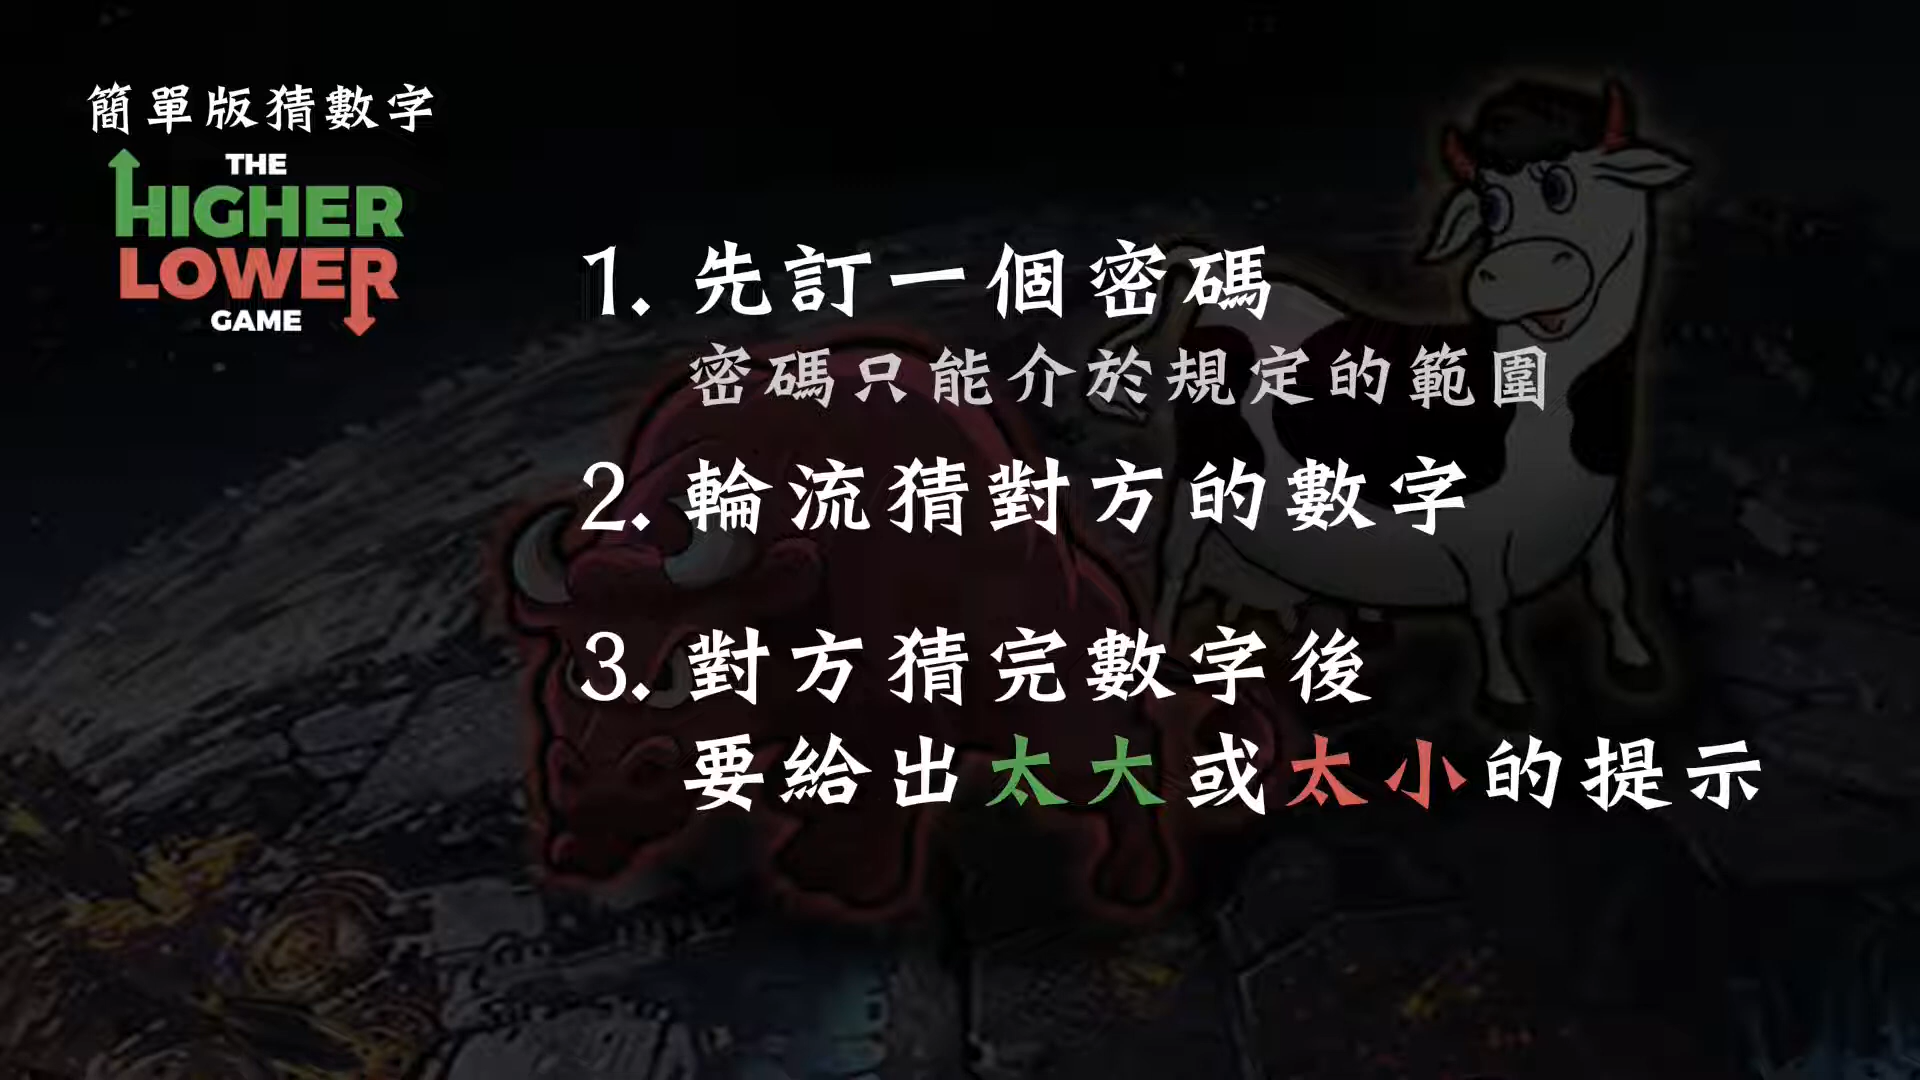 簡單版猜數字
THE
HIGHER
LOWER
GAME
1. 先訂一個密碼
密碼只能介於規定的範圍
2. 輪流猜對方的數字
3. 對方猜完數字後
要給出太大或太小的提示